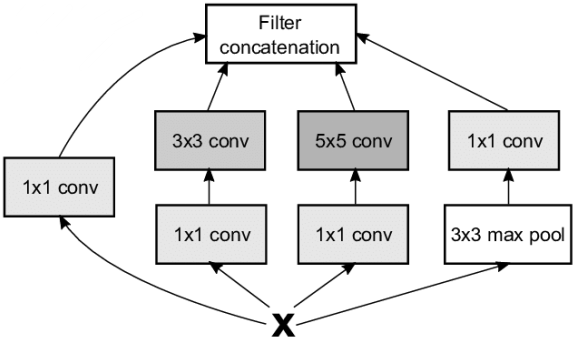 Filter
concatenation
3x3 conv
5x5 conv
1x1 conv
1x1 conv
1x1 conv
1x1 conv
3x3 max pool
X